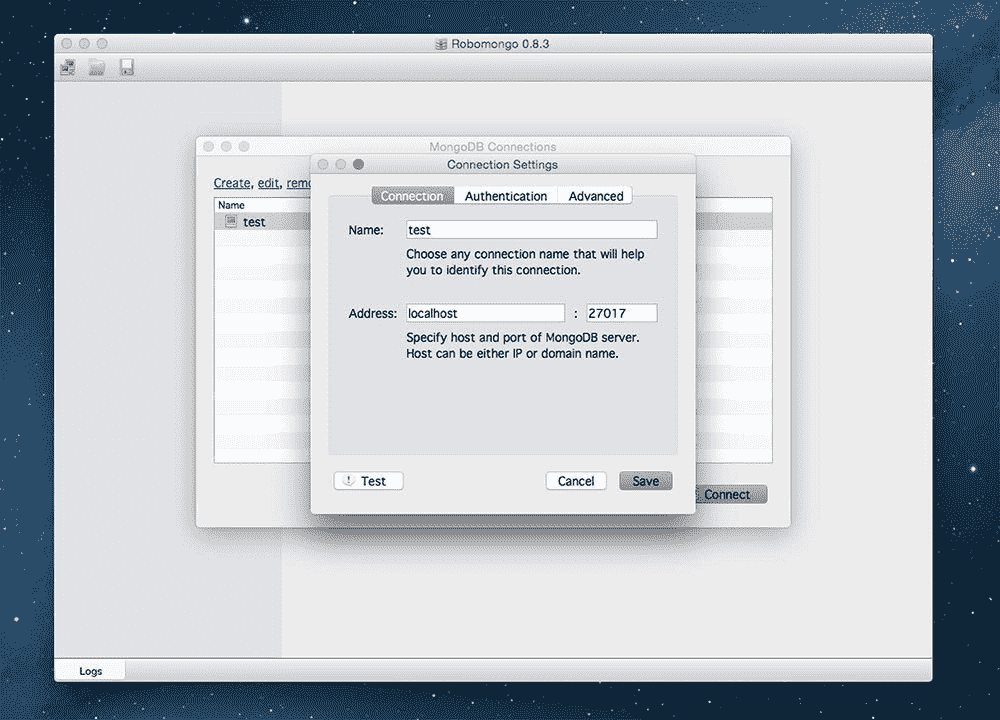 Robomongo 0.8.3
MongoDB Connections
Connection Settings
Create, edit, remo
Name
test
Connection Authentication Advanced
Name: test
Choose any connection name that will help
you to identify this connection.
Address: localhost : 27017
Specify host and port of MongoDB server.
Host can be either IP or domain name.
! Test Cancel Save
Connect
Logs